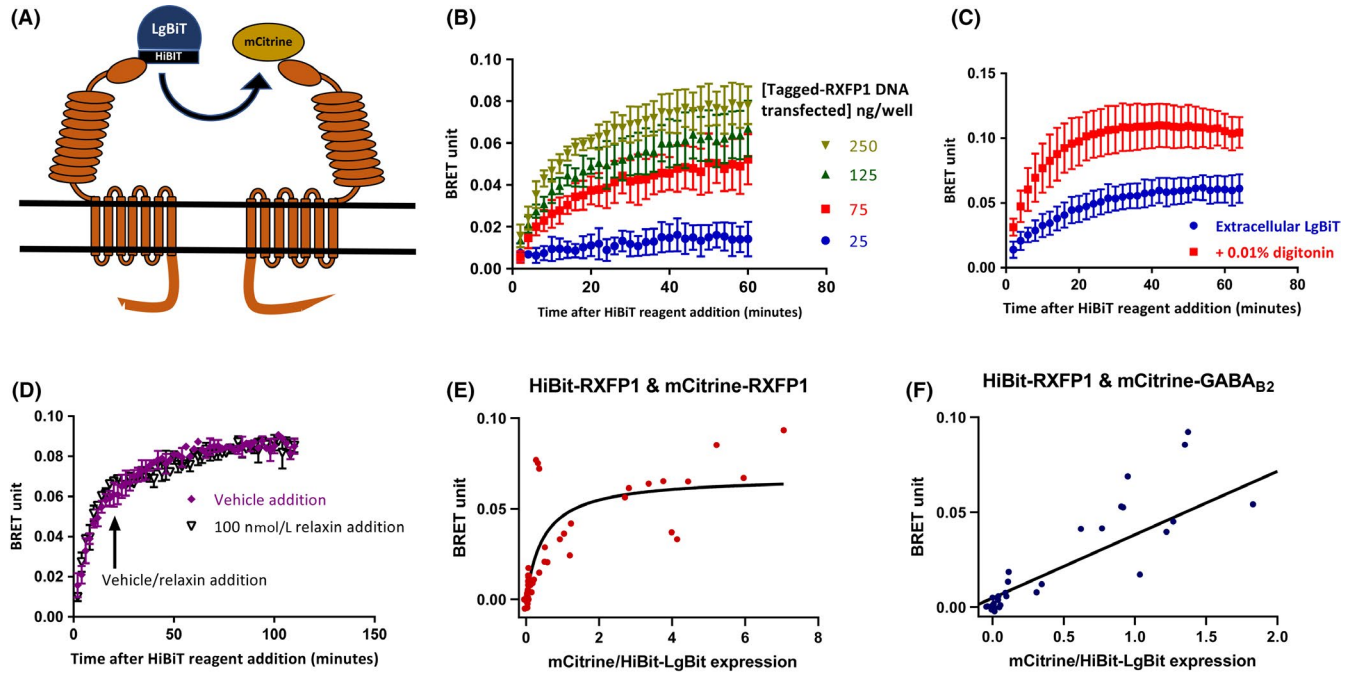 (A)
LgBiT
HiBIT
mCitrine
(B)
BRET unit
0.10
0.08
0.06
0.04
0.02
0.00
0 20 40 60 80
Time after HiBiT reagent addition (minutes)
[Tagged-RXFP1 DNA
transfected] ng/well
250
125
75
25
(C)
BRET unit
0.15
0.10
0.05
0.00
0 20 40 60 80
Time after HiBiT reagent addition (minutes)
Extracellular LgBiT
+ 0.01% digitonin
(D)
BRET unit
0.10
0.08
0.06
0.04
0.02
0.00
0 50 100 150
Time after HiBiT reagent addition (minutes)
Vehicle addition
100 nmol/L relaxin addition
Vehicle/relaxin addition
(E)
HiBit-RXFP1 & mCitrine-RXFP1
BRET unit
0.10
0.05
0.00
0 2 4 6 8
mCitrine/HiBit-LgBit expression
(F)
HiBit-RXFP1 & mCitrine-GABAB2
BRET unit
0.10
0.05
0.00
0.0 0.5 1.0 1.5 2.0
mCitrine/HiBit-LgBit expression